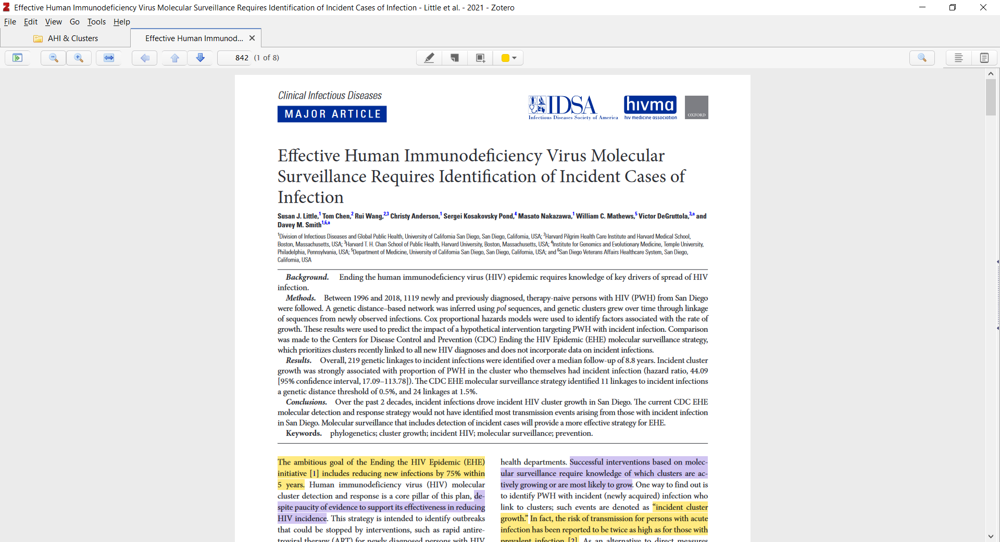 Effective Human Immunodeficiency Virus Molecular Surveillance Requires Identification of Incident Cases of Infection - Little et al. - 2021 - Zotero
File Edit View Go Tools Help
AHI & Clusters
Effective Human Immunod...
842 (1 of 8)
Clinical Infectious Diseases
MAJOR ARTICLE
IDSA
Infectious Diseases Society of America
hivma
hiv medicine association
OXFORD
Effective Human Immunodeficiency Virus Molecular
Surveillance Requires Identification of Incident Cases of
Infection
Susan J. Little,1 Tom Chen,2 Rui Wang,2,3 Christy Anderson,1 Sergei Kosakovsky Pond,4 Masato Nakazawa,1 William C. Mathews,5 Victor DeGruttola,3,a and
Davey M. Smith1,6,a
1Division of Infectious Diseases and Global Public Health, University of California San Diego, San Diego, California, USA; 2Harvard Pilgrim Health Care Institute and Harvard Medical School,
Boston, Massachusetts, USA; 3Harvard T. H. Chan School of Public Health, Harvard University, Boston, Massachusetts, USA; 4Institute for Genomics and Evolutionary Medicine, Temple University,
Philadelphia, Pennsylvania, USA; 5Department of Medicine, University of California San Diego, San Diego, California, USA; and 6San Diego Veterans Affairs Healthcare System, San Diego,
California, USA
Background. Ending the human immunodeficiency virus (HIV) epidemic requires knowledge of key drivers of spread of HIV
infection.
Methods. Between 1996 and 2018, 1119 newly and previously diagnosed, therapy-naive persons with HIV (PWH) from San Diego
were followed. A genetic distance–based network was inferred using pol sequences, and genetic clusters grew over time through linkage
of sequences from newly observed infections. Cox proportional hazards models were used to identify factors associated with the rate of
growth. These results were used to predict the impact of a hypothetical intervention targeting PWH with incident infection. Comparison
was made to the Centers for Disease Control and Prevention (CDC) Ending the HIV Epidemic (EHE) molecular surveillance strategy,
which prioritizes clusters recently linked to all new HIV diagnoses and does not incorporate data on incident infections.
Results. Overall, 219 genetic linkages to incident infections were identified over a median follow-up of 8.8 years. Incident cluster
growth was strongly associated with proportion of PWH in the cluster who themselves had incident infection (hazard ratio, 44.09
[95% confidence interval, 17.09–113.78]). The CDC EHE molecular surveillance strategy identified 11 linkages to incident infections
a genetic distance threshold of 0.5%, and 24 linkages at 1.5%.
Conclusions. Over the past 2 decades, incident infections drove incident HIV cluster growth in San Diego. The current CDC EHE
molecular detection and response strategy would not have identified most transmission events arising from those with incident infection
in San Diego. Molecular surveillance that includes detection of incident cases will provide a more effective strategy for EHE.
Keywords. phylogenetics; cluster growth; incident HIV; molecular surveillance; prevention.
The ambitious goal of the Ending the HIV Epidemic (EHE)
initiative [1] includes reducing new infections by 75% within
5 years. Human immunodeficiency virus (HIV) molecular
cluster detection and response is a core pillar of this plan, de-
spite paucity of evidence to support its effectiveness in reducing
HIV incidence. This strategy is intended to identify outbreaks
that could be stopped by interventions, such as rapid antire-
troviral therapy (ART) for newly diagnosed persons with HIV
health departments. Successful interventions based on molec-
ular surveillance require knowledge of which clusters are ac-
tively growing or are most likely to grow. One way to find out is
to identify PWH with incident (newly acquired) infection who
link to clusters; such events are denoted as “incident cluster
growth.” In fact, the risk of transmission for persons with acute
infection has been reported to be twice as high as for those with
prevalent infection [2]. As an alternative to direct measures